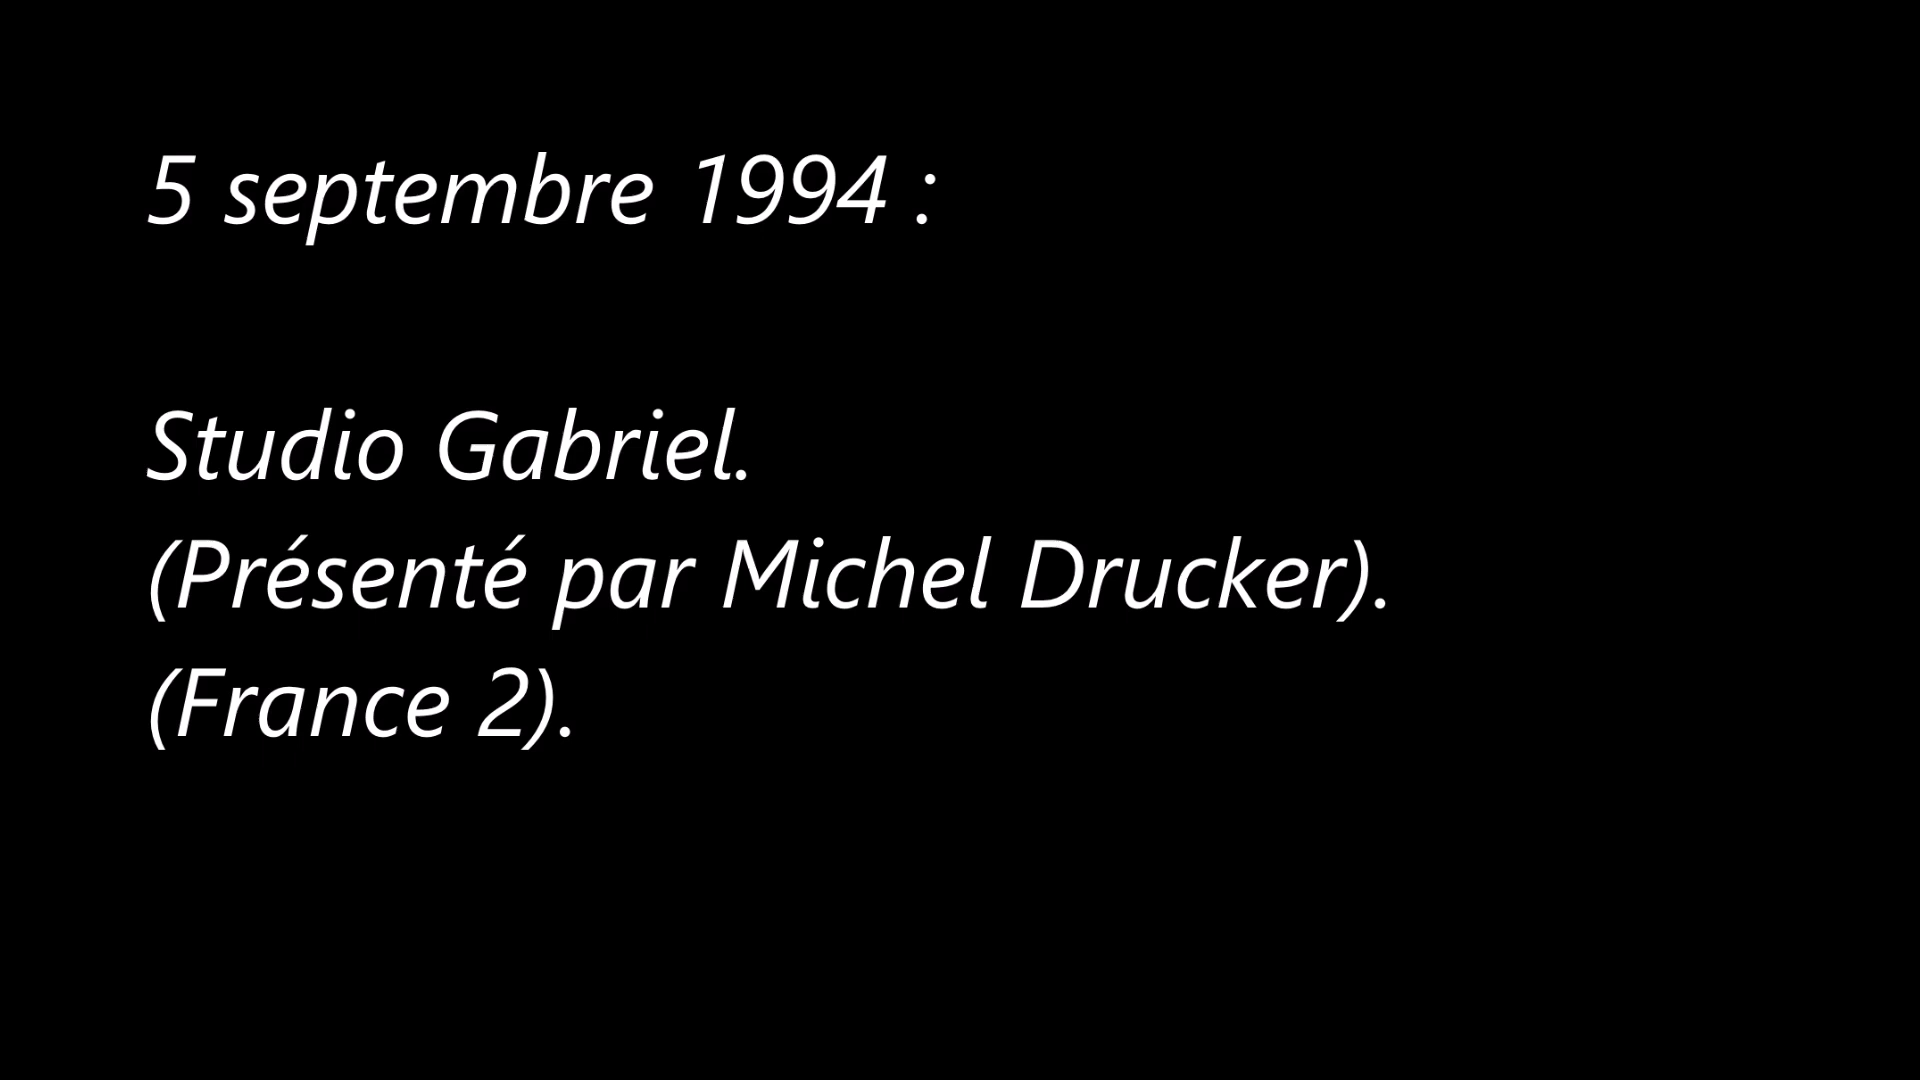 5 septembre 1994 :
Studio Gabriel.
(Présenté par Michel Drucker).
(France 2).